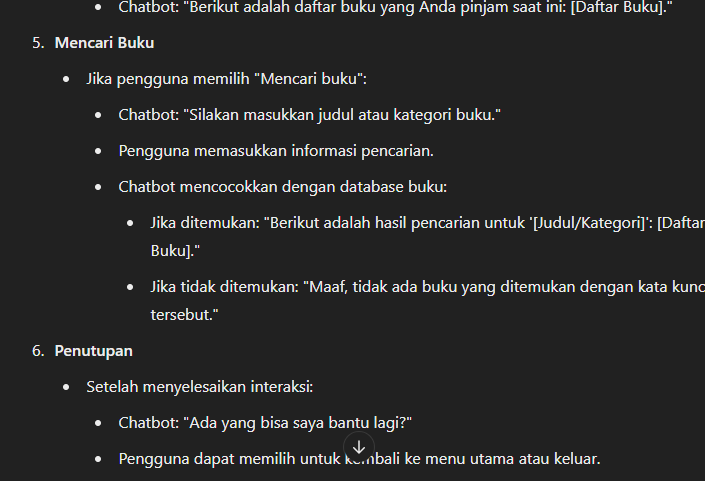 Chatbot: "Berikut adalah daftar buku yang Anda pinjam saat ini: [Daftar Buku]."
5. Mencari Buku
Jika pengguna memilih "Mencari buku":
Chatbot: "Silakan masukkan judul atau kategori buku."
Pengguna memasukkan informasi pencarian.
Chatbot mencocokkan dengan database buku:
Jika ditemukan: "Berikut adalah hasil pencarian untuk '[Judul/Kategori]': [Daftar
Buku]."
Jika tidak ditemukan: "Maaf, tidak ada buku yang ditemukan dengan kata kunc
tersebut."
6. Penutupan
Setelah menyelesaikan interaksi:
Chatbot: "Ada yang bisa saya bantu lagi?"
Pengguna dapat memilih untuk kembali ke menu utama atau keluar.